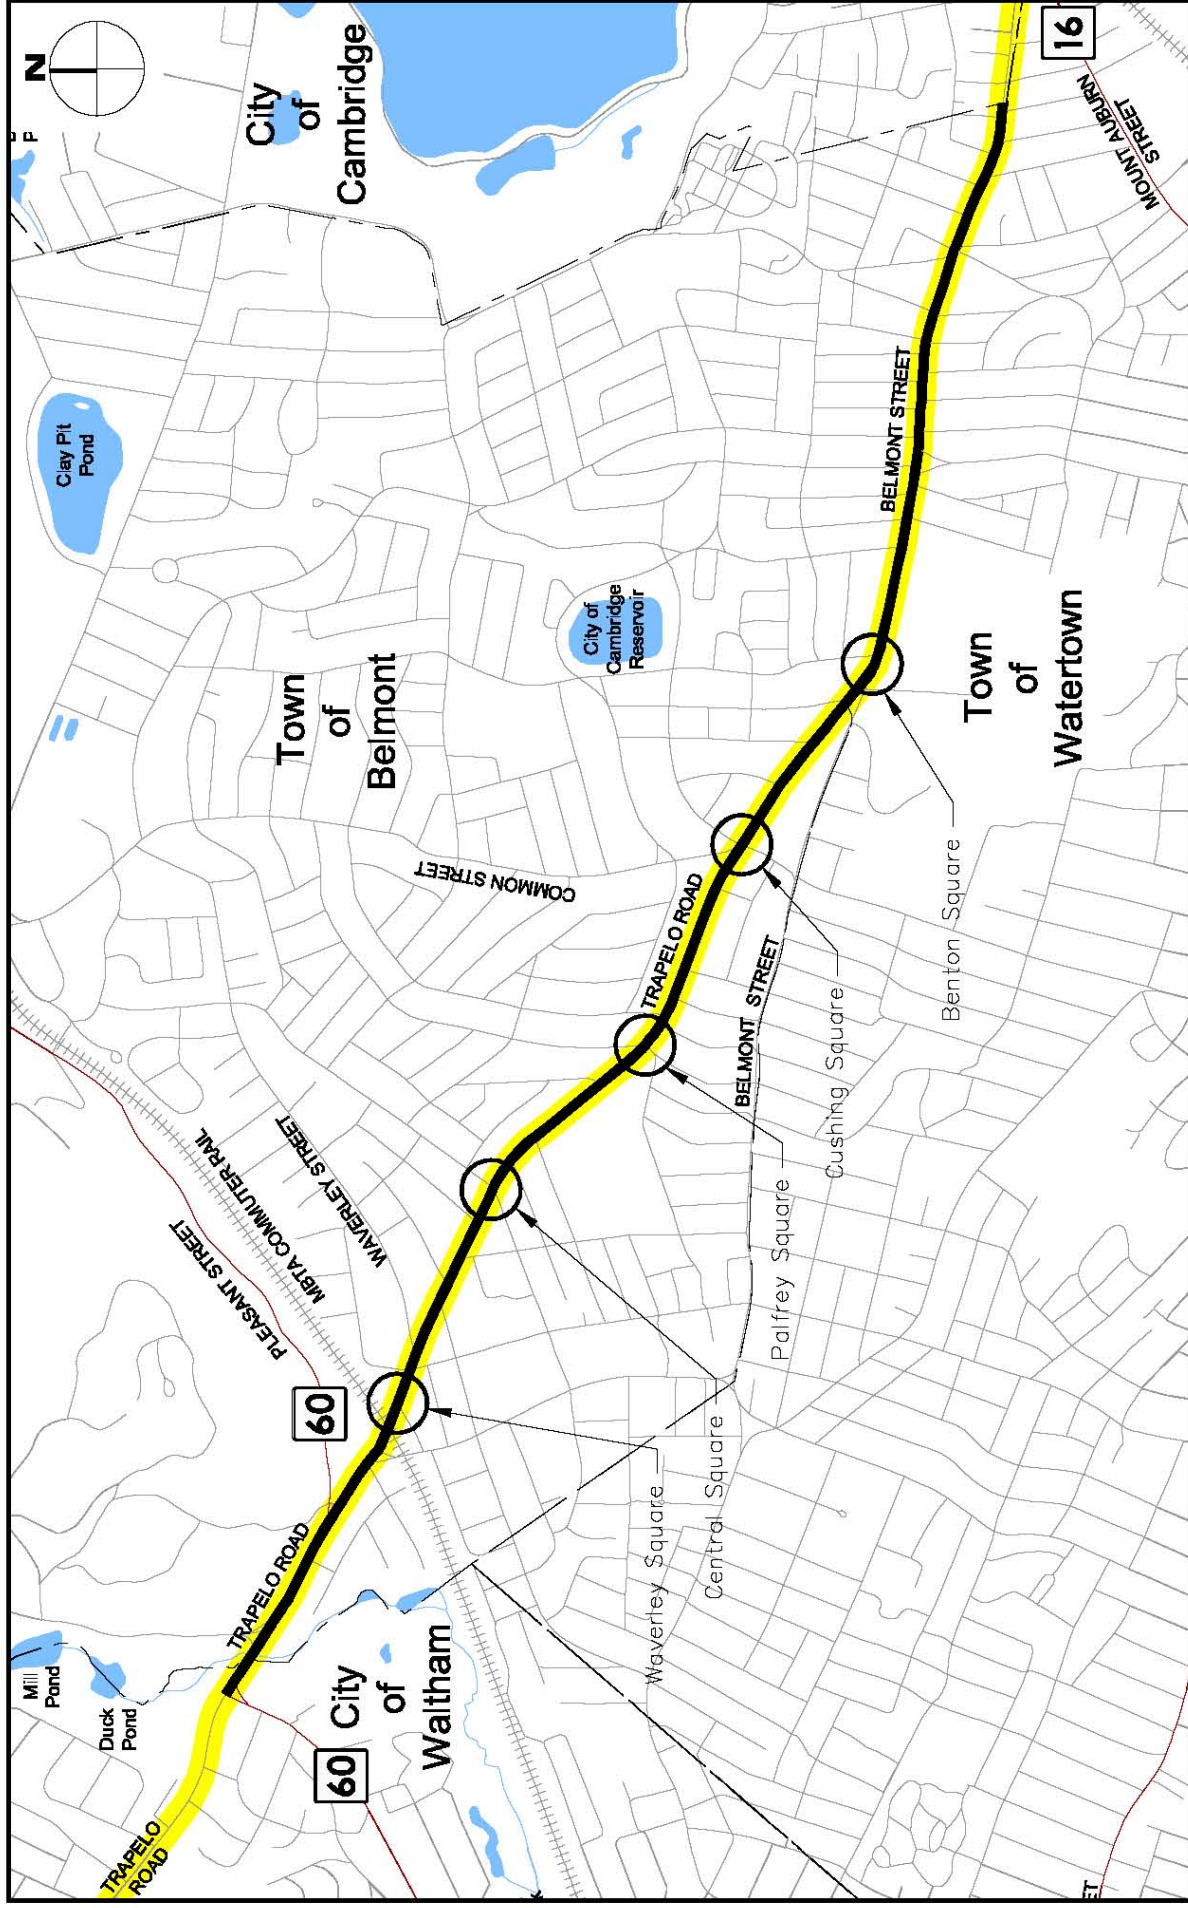 N
City
of
Cambridge
16
MOUNT AUBURN
STREET
Clay Pit
Pond
BELMONT STREET
City of
Cambridge
Reservoir
Town
of
Belmont
Town
of
Watertown
COMMON STREET
TRAPELO ROAD
BELMONT STREET
Benton Square
Cushing Square
Palfrey Square
Central Square
Waverley Square
WAVERLEY STREET
MBTA COMMUTER RAIL
PLEASANT STREET
60
TRAPELO ROAD
Mill
Pond
Duck
Pond
City
of
Waltham
60
TRAPELO
ROAD
ET